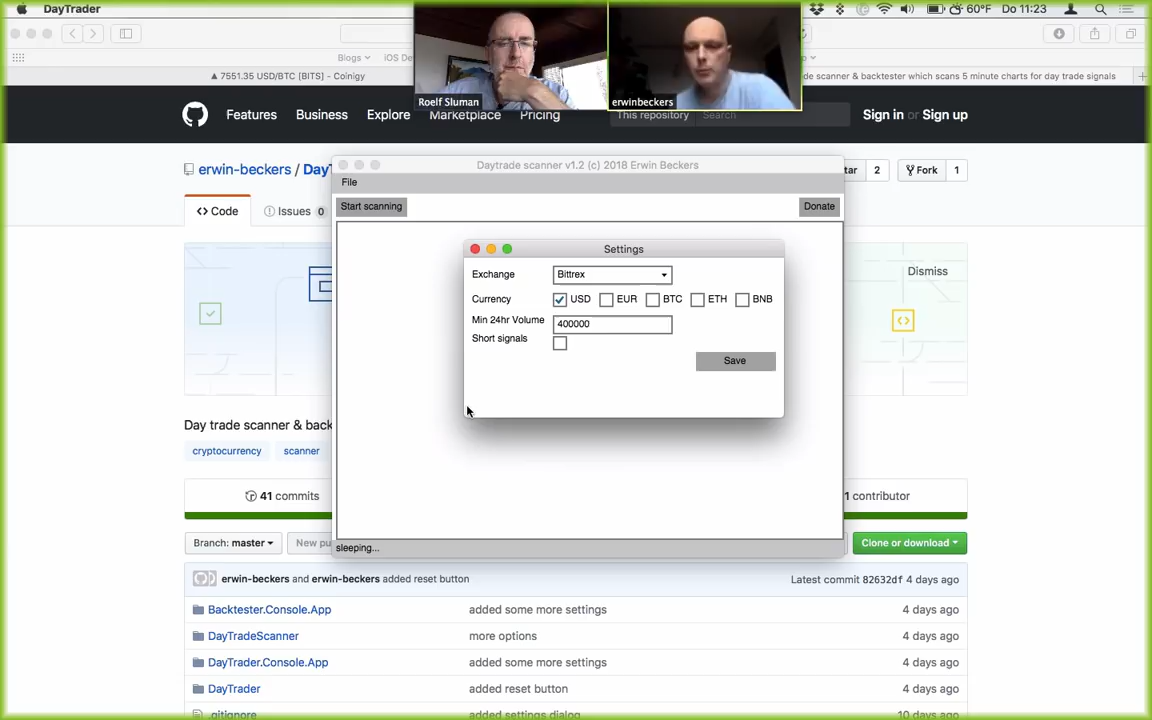 DayTrader
60°F Do 11:23
Blogs
iOS De
▲ 7551.35 USD/BTC [BITS] - Coinigy
de scanner & backtester which scans 5 minute charts for day trade signals
Roelf Sluman
erwinbeckers
Features Business Explore Marketplace Pricing
This repository Search
Sign in or Sign up
erwin-beckers / DayT
tar 2 Fork 1
Code Issues 0
Daytrade scanner v1.2 (c) 2018 Erwin Beckers
File
Start scanning
Donate
Settings
Exchange Bittrex
Currency USD EUR BTC ETH BNB
Min 24hr Volume 400000
Short signals
Save
sleeping...
Dismiss
Day trade scanner & back
cryptocurrency scanner
41 commits
1 contributor
Branch: master
New pu
Clone or download
erwin-beckers and erwin-beckers added reset button
Latest commit 82632df 4 days ago
Backtester.Console.App added some more settings 4 days ago
DayTradeScanner more options 4 days ago
DayTrader.Console.App added some more settings 4 days ago
DayTrader added reset button 4 days ago
.gitignore added settings dialog 10 days ago